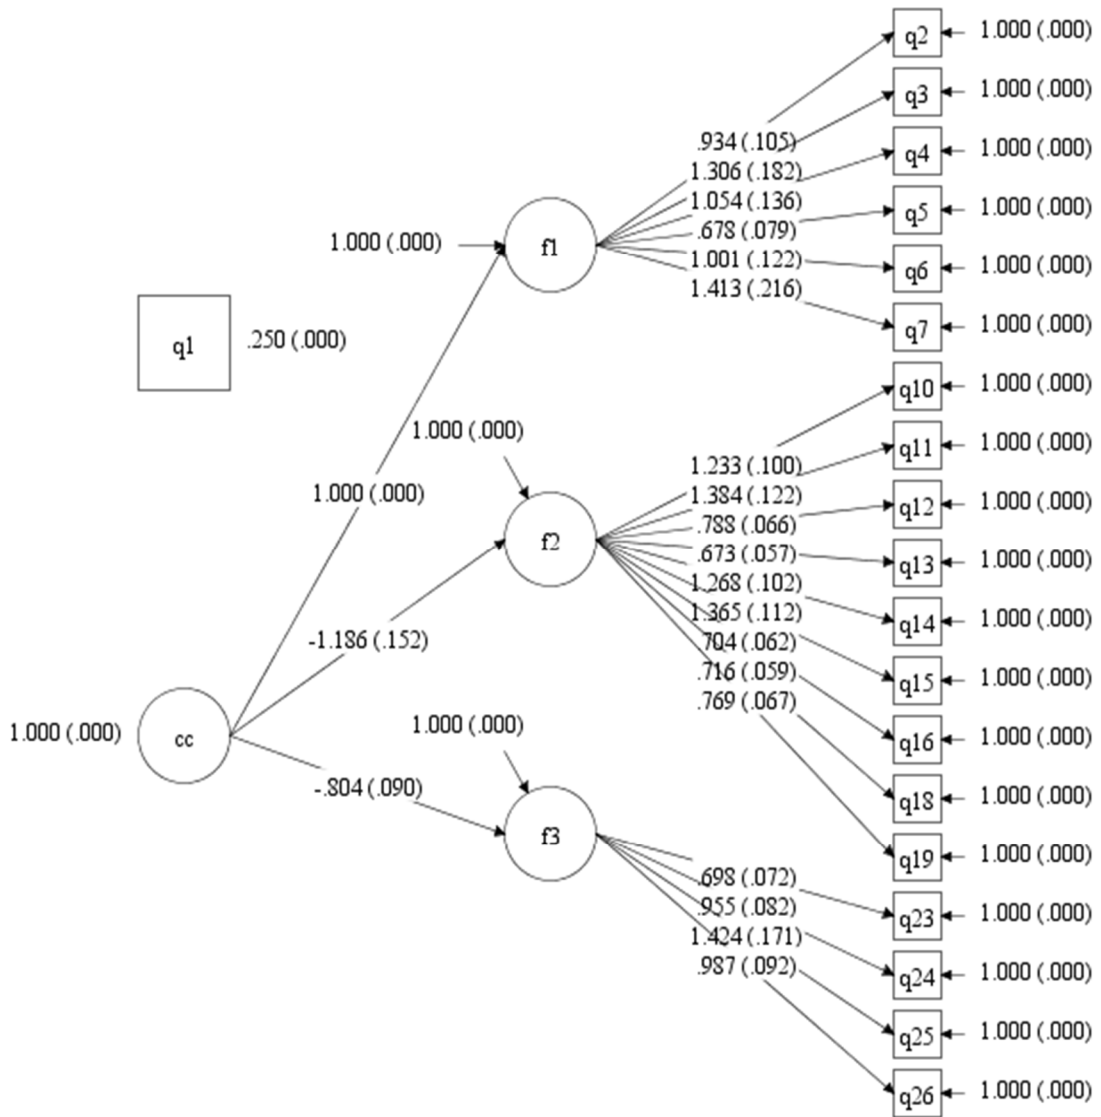 q2 1.000 (.000)
q3 1.000 (.000)
.934 (.105)
q4 1.000 (.000)
1.306 (.182)
1.054 (.136)
q5 1.000 (.000)
.678 (.079)
1.000 (.000) f1
1.001 (.122)
q6 1.000 (.000)
1.413 (.216)
q7 1.000 (.000)
q1 .250 (.000)
q10 1.000 (.000)
1.000 (.000)
q11 1.000 (.000)
1.233 (.100)
1.000 (.000)
1.384 (.122)
q12 1.000 (.000)
.788 (.066)
f2
.673 (.057)
q13 1.000 (.000)
1.268 (.102)
1.365 (.112)
q14 1.000 (.000)
-1.186 (.152)
.704 (.062)
.716 (.059)
q15 1.000 (.000)
.769 (.067)
1.000 (.000) cc
1.000 (.000)
q16 1.000 (.000)
-.804 (.090)
q18 1.000 (.000)
f3
q19 1.000 (.000)
.698 (.072)
.955 (.082)
q23 1.000 (.000)
1.424 (.171)
.987 (.092)
q24 1.000 (.000)
q25 1.000 (.000)
q26 1.000 (.000)